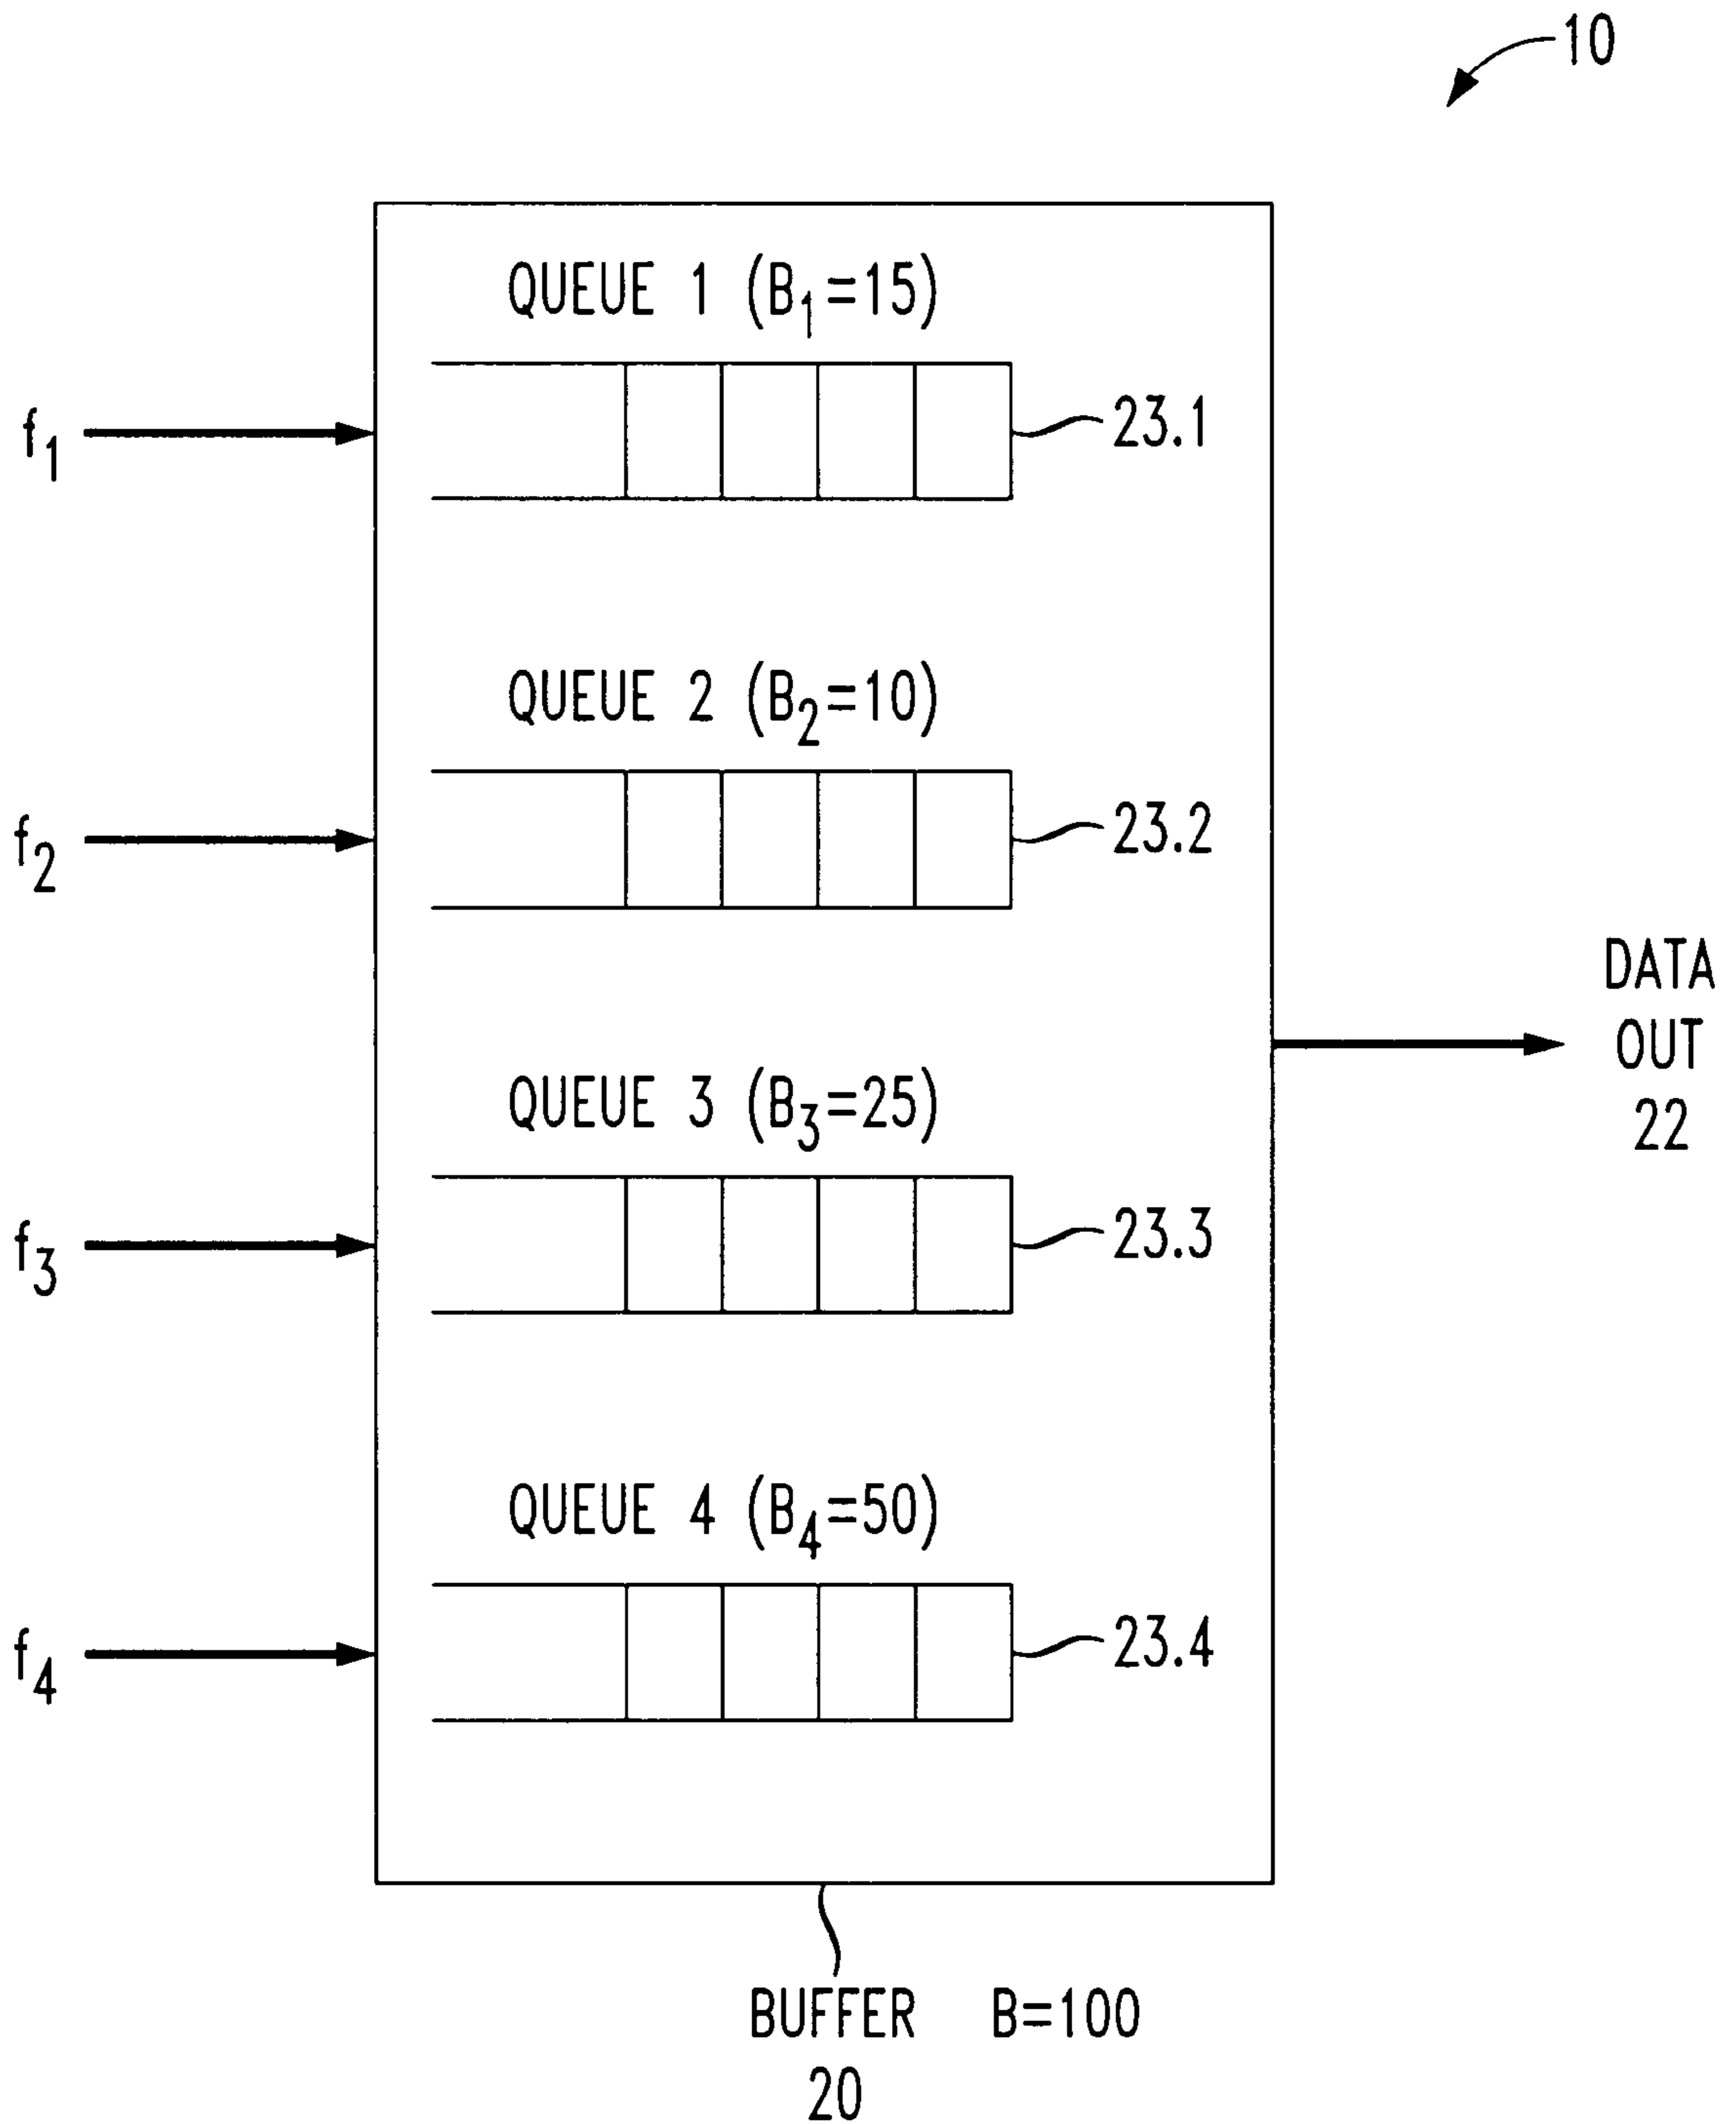 10
QUEUE 1 (B₁=15)
f₁
23.1
QUEUE 2 (B₂=10)
f₂
23.2
DATA
OUT
22
QUEUE 3 (B₃=25)
f₃
23.3
QUEUE 4 (B₄=50)
f₄
23.4
BUFFER B=100
20